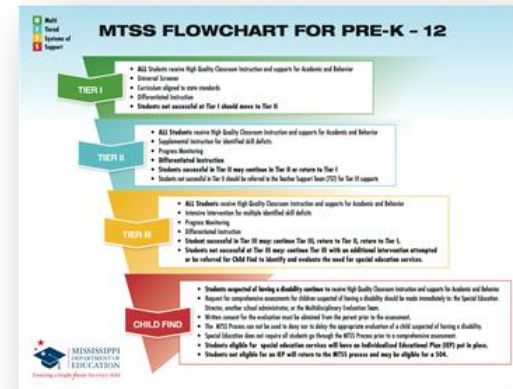 Multi
Tiered
Systems of
Support
MTSS FLOWCHART FOR PRE-K – 12
TIER I
• ALL Students receive High Quality Classroom Instruction and supports for Academic and Behavior
• Universal Screener
• Curriculum aligned to state standards
• Differentiated Instruction
• Students not successful at Tier I should move to Tier II
TIER II
• ALL Students receive High Quality Classroom Instruction and supports for Academic and Behavior
• Supplemental Instruction for identified skill deficits
• Progress Monitoring
• Differentiated Instruction
• Students successful in Tier II may continue in Tier II or return to Tier I
• Students not successful in Tier II should be referred to the Teacher Support Team (TST) for Tier III supports
TIER III
• ALL Students receive High Quality Classroom Instruction and supports for Academic and Behavior
• Intensive Intervention for multiple identified skill deficits
• Progress Monitoring
• Differentiated Instruction
• Student successful in Tier III may: continue Tier III, return to Tier II, return to Tier I.
• Students not successful at Tier III may: continue Tier III with an additional intervention attempted
or be referred for Child Find to identify and evaluate the need for special education services.
CHILD FIND
• Students suspected of having a disability continue to receive High Quality Classroom Instruction and supports for Academic and Behavior
• Request for comprehensive assessments for children suspected of having a disability should be made immediately to: the Special Education
Director, another school administrator, or the Multidisciplinary Evaluation Team.
• Written consent for the evaluation must be obtained from the parent prior to the assessment.
• The MTSS Process can not be used to deny nor to delay the appropriate evaluation of a child suspected of having a disability.
• Special Education does not require all students go through the MTSS Process prior to a comprehensive assessment.
• Students eligible for special education services will have an Individualized Educational Plan (IEP) put in place.
• Students not eligible for an IEP will return to the MTSS process and may be eligible for a 504.
MISSISSIPPI
DEPARTMENT OF
EDUCATION
Ensuring a bright future for every child